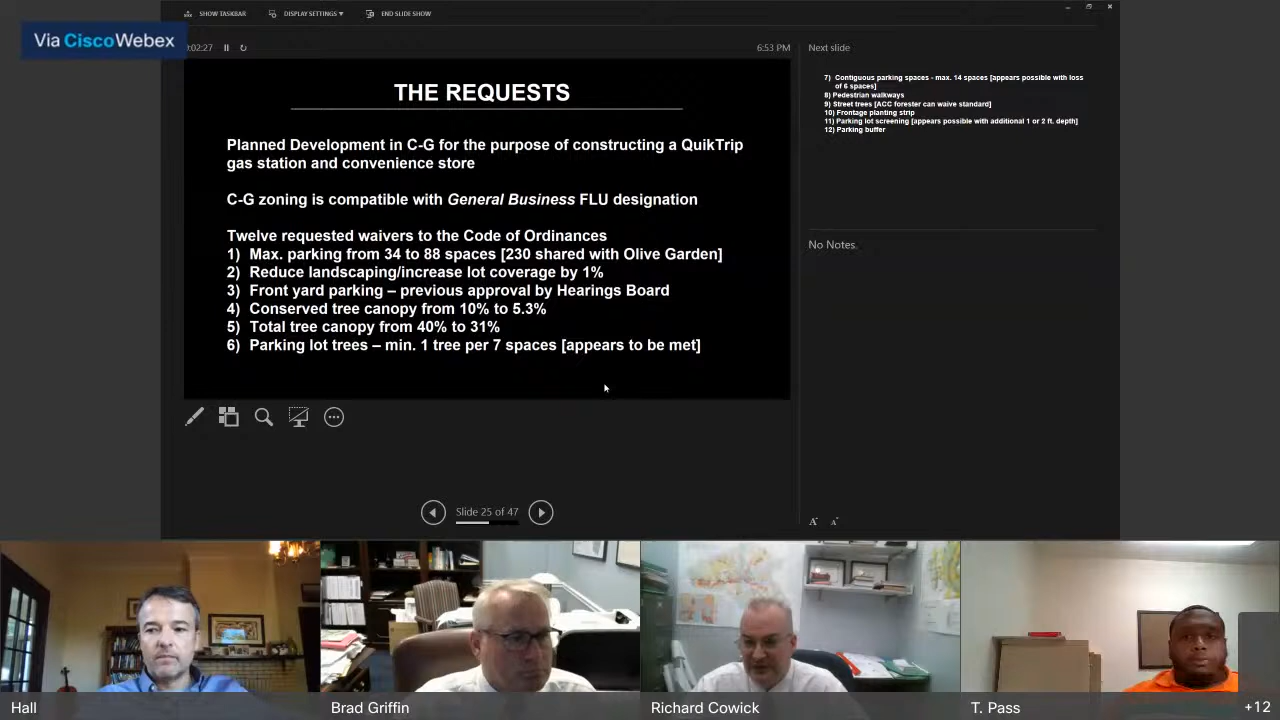 SHOW TASKBAR
DISPLAY SETTINGS ▾
END SLIDE SHOW
Via CiscoWebex
:02:27
6:53 PM
Next slide
THE REQUESTS
Planned Development in C-G for the purpose of constructing a QuikTrip
gas station and convenience store
C-G zoning is compatible with General Business FLU designation
Twelve requested waivers to the Code of Ordinances
1) Max. parking from 34 to 88 spaces [230 shared with Olive Garden]
2) Reduce landscaping/increase lot coverage by 1%
3) Front yard parking – previous approval by Hearings Board
4) Conserved tree canopy from 10% to 5.3%
5) Total tree canopy from 40% to 31%
6) Parking lot trees – min. 1 tree per 7 spaces [appears to be met]
7) Contiguous parking spaces - max. 14 spaces [appears possible with loss
of 6 spaces]
8) Pedestrian walkways
9) Street trees [ACC forester can waive standard]
10) Frontage planting strip
11) Parking lot screening [appears possible with additional 1 or 2 ft. depth]
12) Parking buffer
No Notes.
Slide 25 of 47
A A
Hall
Brad Griffin
Richard Cowick
T. Pass
+12